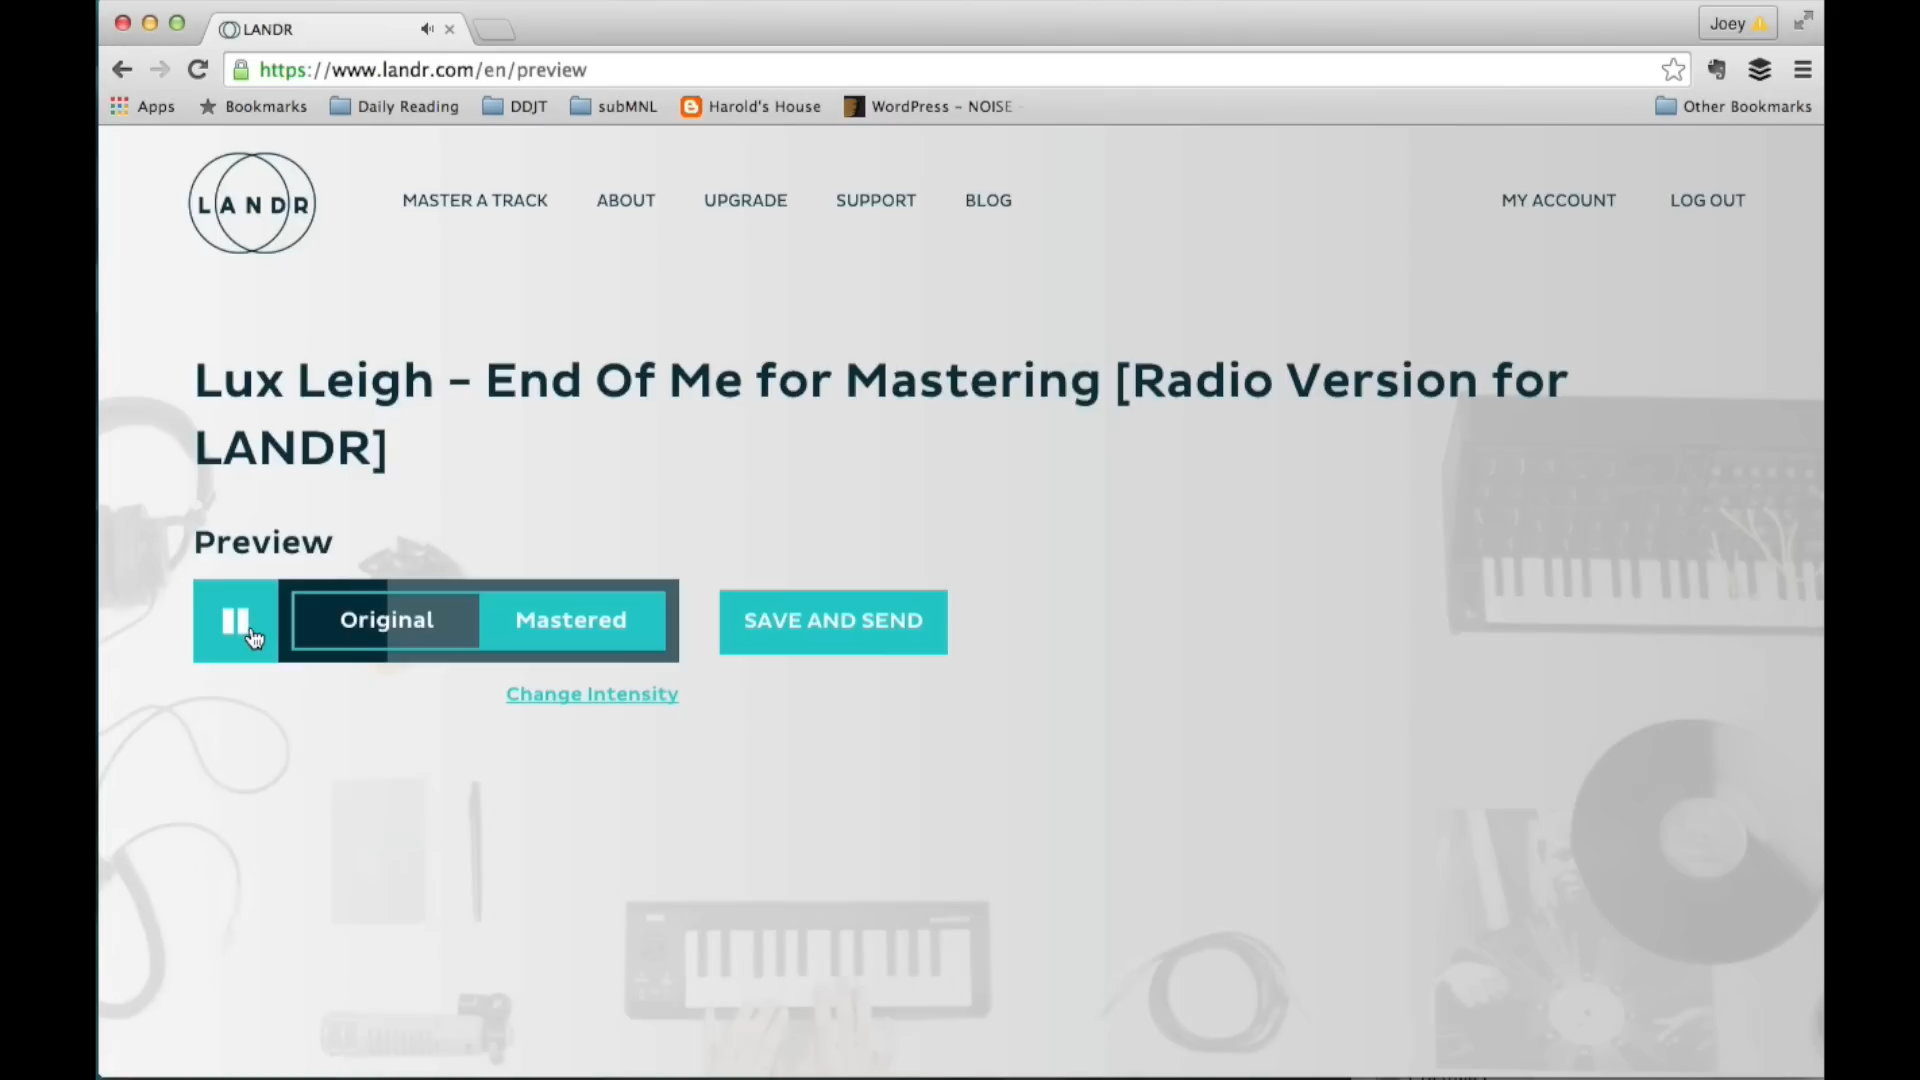 LANDR
Joey
https://www.landr.com/en/preview
Apps Bookmarks Daily Reading DDJT subMNL Harold's House WordPress – NOISE Other Bookmarks
LANDR MASTER A TRACK ABOUT UPGRADE SUPPORT BLOG MY ACCOUNT LOG OUT
Lux Leigh – End Of Me for Mastering [Radio Version for
LANDR]
Preview
Original Mastered SAVE AND SEND
Change Intensity